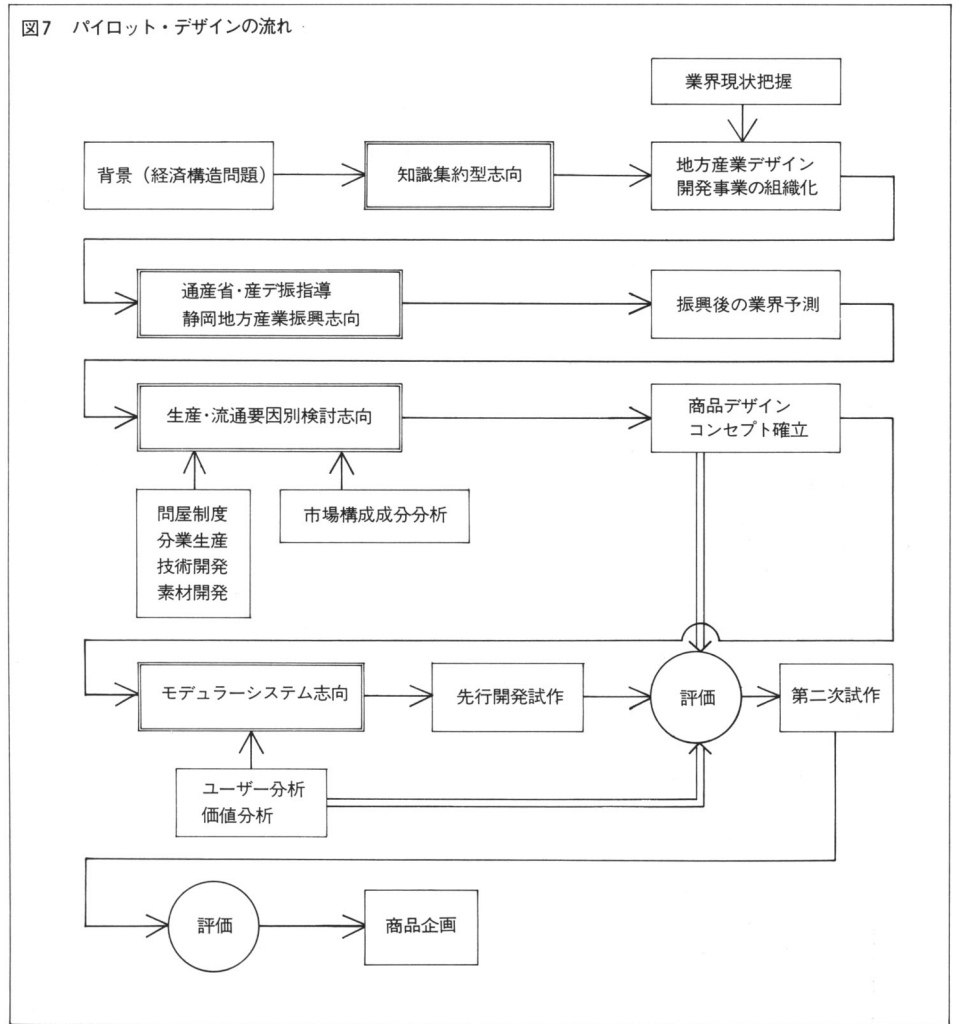 図7 パイロット・デザインの流れ
業界現状把握
背景（経済構造問題）
知識集約型志向
地方産業デザイン
開発事業の組織化
通産省・産デ振指導
静岡地方産業振興志向
振興後の業界予測
生産・流通要因別検討志向
商品デザイン
コンセプト確立
問屋制度
分業生産
技術開発
素材開発
市場構成成分分析
モデュラーシステム志向
先行開発試作
評価
第二次試作
ユーザー分析
価値分析
評価
商品企画